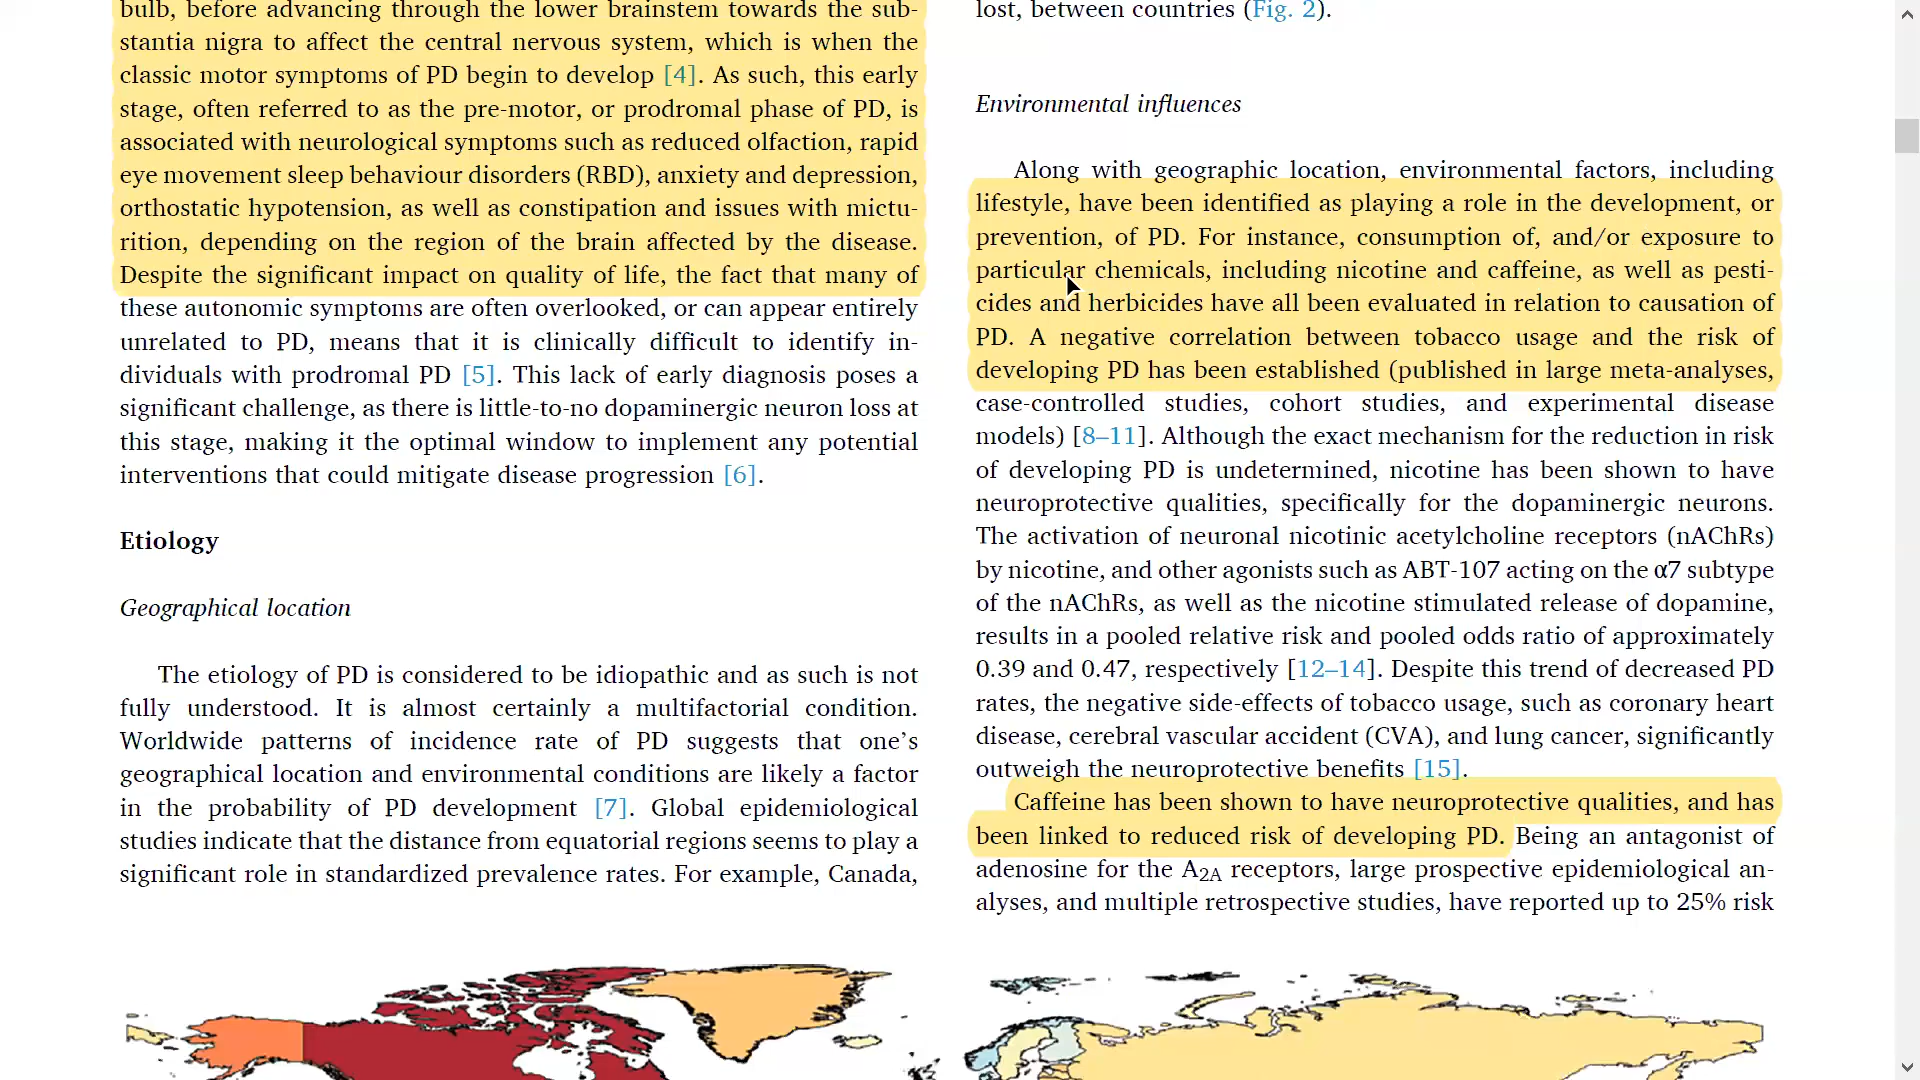 bulb, before advancing through the lower brainstem towards the sub-
stantia nigra to affect the central nervous system, which is when the
classic motor symptoms of PD begin to develop [4]. As such, this early
stage, often referred to as the pre-motor, or prodromal phase of PD, is
associated with neurological symptoms such as reduced olfaction, rapid
eye movement sleep behaviour disorders (RBD), anxiety and depression,
orthostatic hypotension, as well as constipation and issues with mictu-
rition, depending on the region of the brain affected by the disease.
Despite the significant impact on quality of life, the fact that many of
these autonomic symptoms are often overlooked, or can appear entirely
unrelated to PD, means that it is clinically difficult to identify in-
dividuals with prodromal PD [5]. This lack of early diagnosis poses a
significant challenge, as there is little-to-no dopaminergic neuron loss at
this stage, making it the optimal window to implement any potential
interventions that could mitigate disease progression [6].
Etiology
Geographical location
The etiology of PD is considered to be idiopathic and as such is not
fully understood. It is almost certainly a multifactorial condition.
Worldwide patterns of incidence rate of PD suggests that one's
geographical location and environmental conditions are likely a factor
in the probability of PD development [7]. Global epidemiological
studies indicate that the distance from equatorial regions seems to play a
significant role in standardized prevalence rates. For example, Canada,
lost, between countries (Fig. 2).
Environmental influences
Along with geographic location, environmental factors, including
lifestyle, have been identified as playing a role in the development, or
prevention, of PD. For instance, consumption of, and/or exposure to
particular chemicals, including nicotine and caffeine, as well as pesti-
cides and herbicides have all been evaluated in relation to causation of
PD. A negative correlation between tobacco usage and the risk of
developing PD has been established (published in large meta-analyses,
case-controlled studies, cohort studies, and experimental disease
models) [8–11]. Although the exact mechanism for the reduction in risk
of developing PD is undetermined, nicotine has been shown to have
neuroprotective qualities, specifically for the dopaminergic neurons.
The activation of neuronal nicotinic acetylcholine receptors (nAChRs)
by nicotine, and other agonists such as ABT-107 acting on the α7 subtype
of the nAChRs, as well as the nicotine stimulated release of dopamine,
results in a pooled relative risk and pooled odds ratio of approximately
0.39 and 0.47, respectively [12–14]. Despite this trend of decreased PD
rates, the negative side-effects of tobacco usage, such as coronary heart
disease, cerebral vascular accident (CVA), and lung cancer, significantly
outweigh the neuroprotective benefits [15].
Caffeine has been shown to have neuroprotective qualities, and has
been linked to reduced risk of developing PD. Being an antagonist of
adenosine for the A2A receptors, large prospective epidemiological an-
alyses, and multiple retrospective studies, have reported up to 25% risk